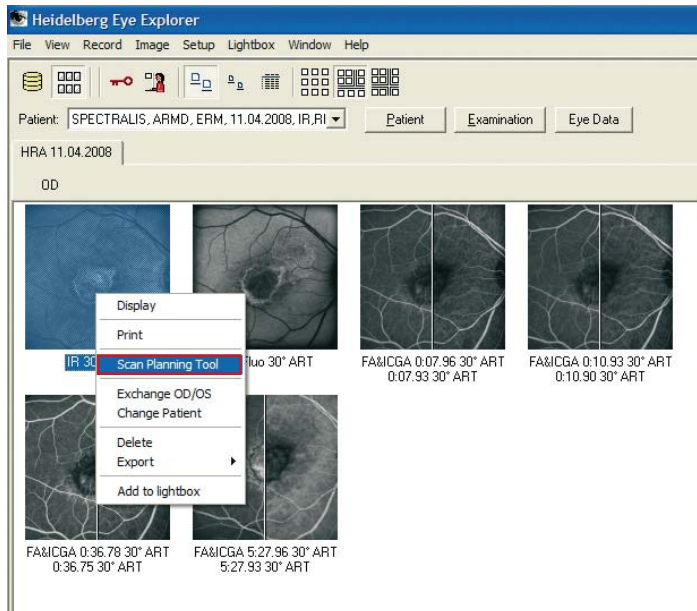 Heidelberg Eye Explorer
File View Record Image Setup Lightbox Window Help
Patient: SPECTRALIS, ARMD, ERM, 11.04.2008, IR,RI Patient Examination Eye Data
HRA 11.04.2008
OD
Display
Print
Scan Planning Tool
Exchange OD/OS
Change Patient
Delete
Export
Add to lightbox
IR 30 Fluo 30° ART FA&ICGA 0:07.96 30° ART FA&ICGA 0:10.93 30° ART
0:07.93 30° ART 0:10.90 30° ART
FA&ICGA 0:36.78 30° ART FA&ICGA 5:27.96 30° ART
0:36.75 30° ART 5:27.93 30° ART